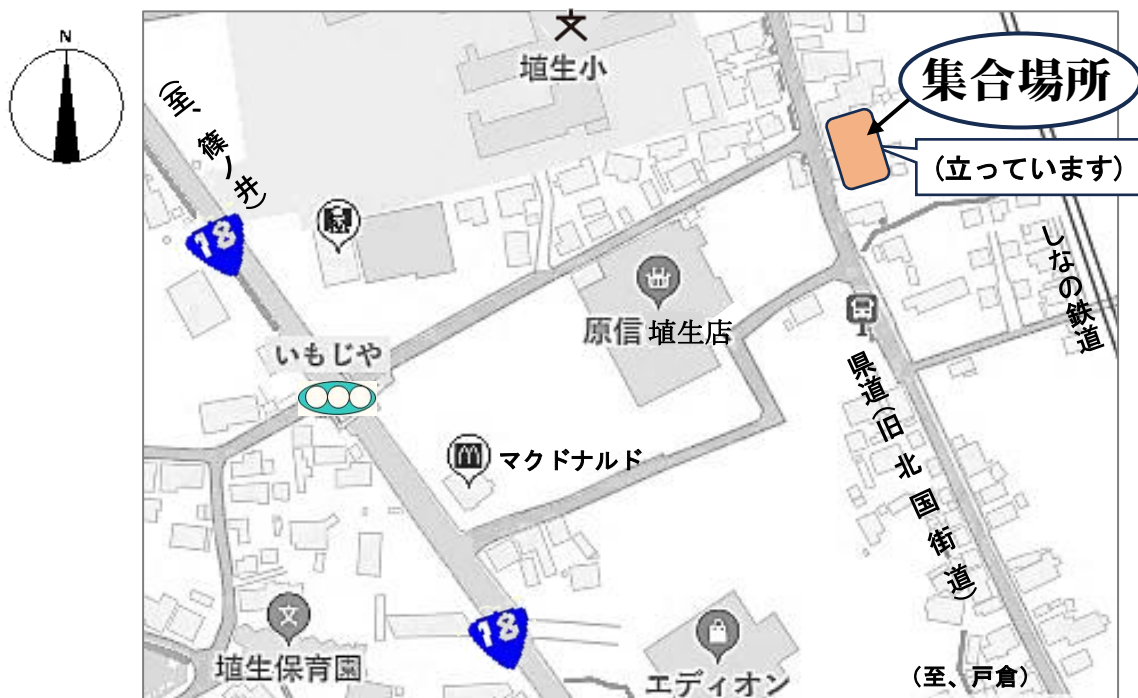 N
埴生小
集合場所
(立っています)
(至、篠ノ井)
18
しなの鉄道
原信 埴生店
いもじや
県道(旧北国街道)
マクドナルド
18
埴生保育園
エディオン
(至、戸倉)